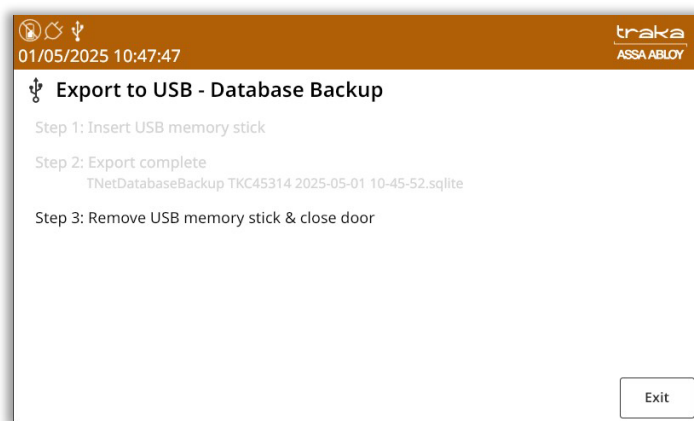 01/05/2025 10:47:47
traka
ASSA ABLOY
Export to USB - Database Backup
Step 1: Insert USB memory stick
Step 2: Export complete
TNetDatabaseBackup TKC45314 2025-05-01 10-45-52.sqlite
Step 3: Remove USB memory stick & close door
Exit